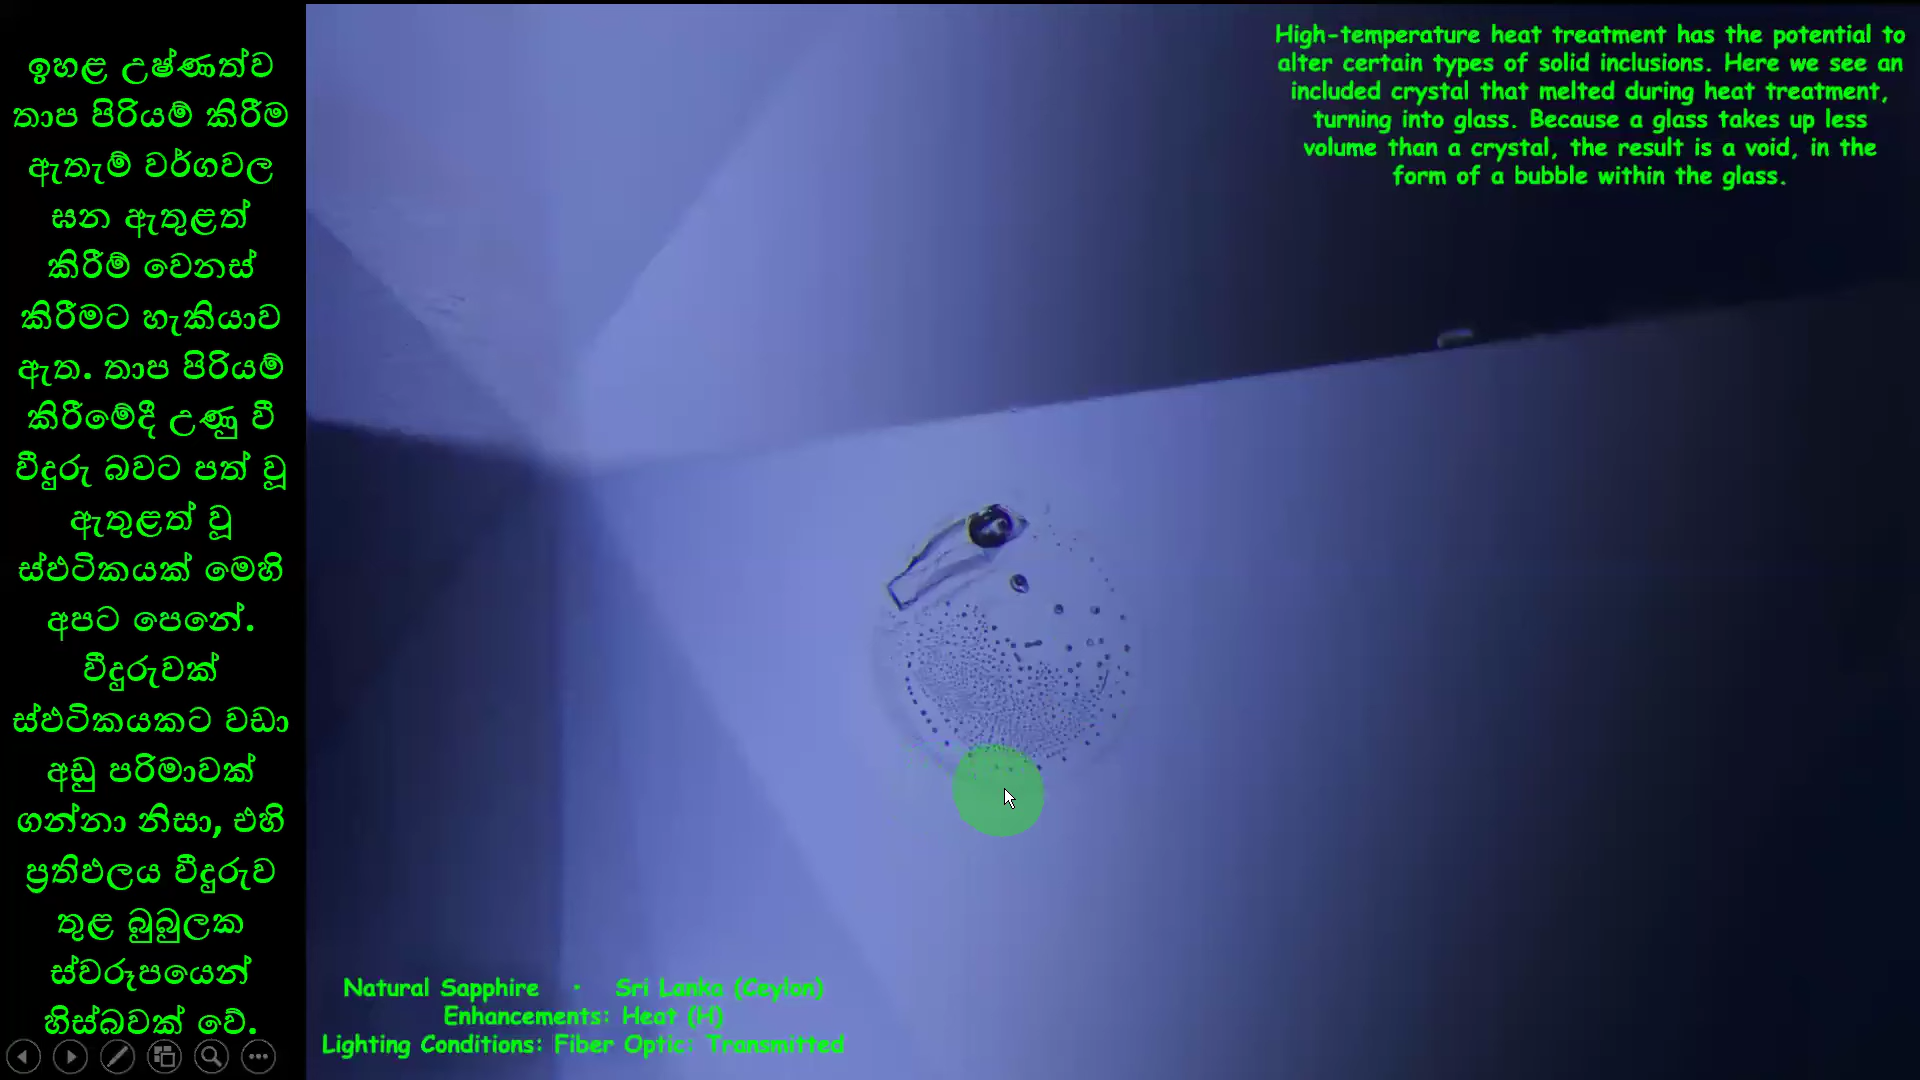 ඉහළ උෂ්ණත්ව
තාප පිරියම් කිරීම
ඇතැම් වර්ගවල
ඝන ඇතුළත්
කිරීම් වෙනස්
කිරීමට හැකියාව
ඇත. තාප පිරියම්
කිරීමේදී උණු වී
වීදුරු බවට පත් වූ
ඇතුළත් වූ
ස්ඵටිකයක් මෙහි
අපට පෙනේ.
වීදුරුවක්
ස්ඵටිකයකට වඩා
අඩු පරිමාවක්
ගන්නා නිසා, එහි
ප්‍රතිඵලය වීදුරුව
තුළ බුබුලක
ස්වරූපයෙන්
හිස්බවක් වේ.
High-temperature heat treatment has the potential to
alter certain types of solid inclusions. Here we see an
included crystal that melted during heat treatment,
turning into glass. Because a glass takes up less
volume than a crystal, the result is a void, in the
form of a bubble within the glass.
Natural Sapphire · Sri Lanka (Ceylon)
Enhancements: Heat (H)
Lighting Conditions: Fiber Optic: Transmitted